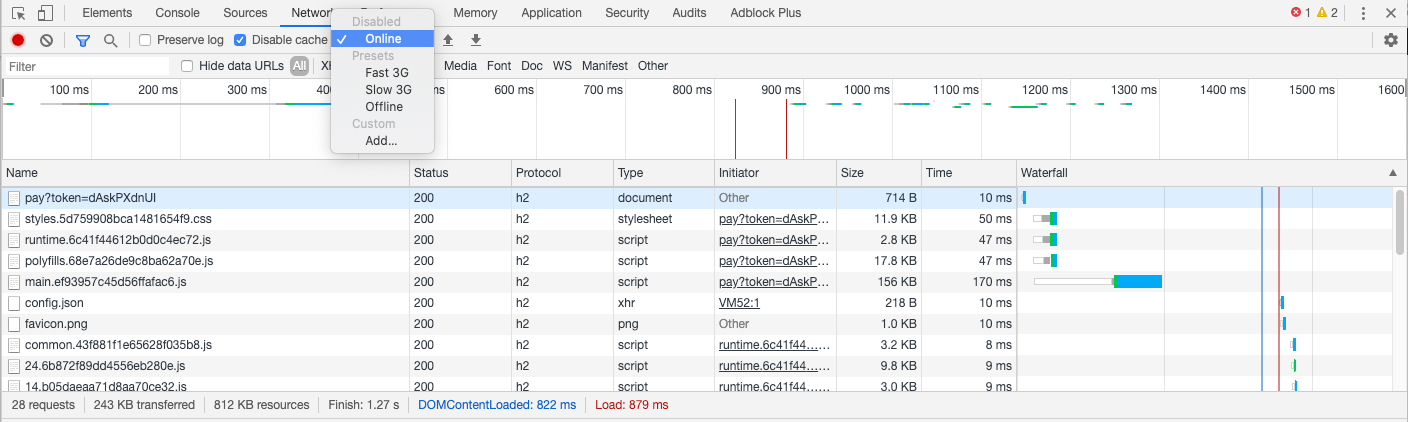 Elements Console Sources Network Memory Application Security Audits Adblock Plus 1 2
Disabled
Preserve log Disable cache Online
Presets
Filter Hide data URLs All Media Font Doc WS Manifest Other
Fast 3G
Slow 3G
Offline
Custom
Add...
100 ms 200 ms 300 ms 600 ms 700 ms 800 ms 900 ms 1000 ms 1100 ms 1200 ms 1300 ms 1400 ms 1500 ms 1600
Name Status Protocol Type Initiator Size Time Waterfall
pay?token=dAskPXdnUI 200 h2 document Other 714 B 10 ms
styles.5d759908bca1481654f9.css 200 h2 stylesheet pay?token=dAskP… 11.9 KB 50 ms
runtime.6c41f44612b0d0c4ec72.js 200 h2 script pay?token=dAskP… 2.8 KB 47 ms
polyfills.68e7a26de9c8ba62a70e.js 200 h2 script pay?token=dAskP… 17.8 KB 47 ms
main.ef93957c45d56ffafac6.js 200 h2 script pay?token=dAskP… 156 KB 170 ms
config.json 200 h2 xhr VM52:1 218 B 10 ms
favicon.png 200 h2 png Other 1.0 KB 10 ms
common.43f881f1e65628f035b8.js 200 h2 script runtime.6c41f44…… 3.2 KB 8 ms
24.6b872f89dd4556eb280e.js 200 h2 script runtime.6c41f44…… 9.8 KB 9 ms
14.b05daeaa71d8aa70ce32.js 200 h2 script runtime.6c41f44…… 3.0 KB 9 ms
28 requests 243 KB transferred 812 KB resources Finish: 1.27 s DOMContentLoaded: 822 ms Load: 879 ms